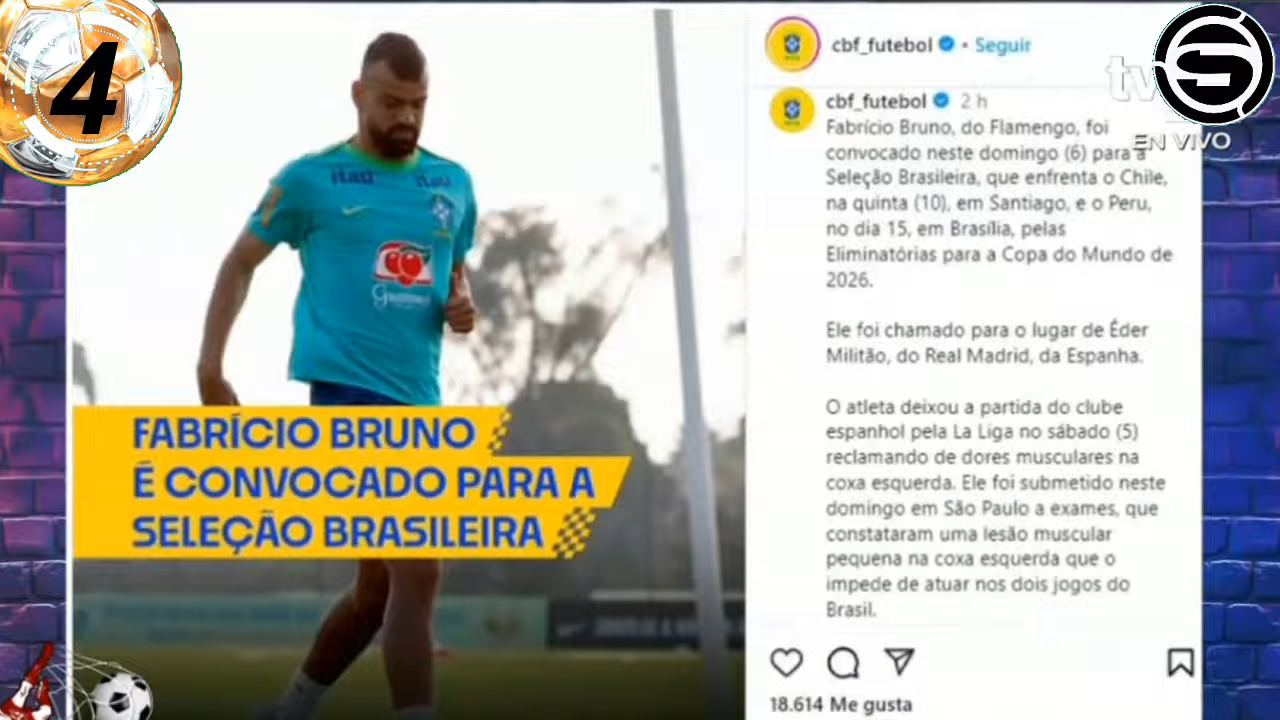 4
itaú
itaú
FABRÍCIO BRUNO
É CONVOCADO PARA A
SELEÇÃO BRASILEIRA
cbf_futebol • Seguir
cbf_futebol 2 h
Fabrício Bruno, do Flamengo, foi
convocado neste domingo (6) para a
Seleção Brasileira, que enfrenta o Chile,
na quinta (10), em Santiago, e o Peru,
no dia 15, em Brasília, pelas
Eliminatórias para a Copa do Mundo de
2026.
Ele foi chamado para o lugar de Éder
Militão, do Real Madrid, da Espanha.
O atleta deixou a partida do clube
espanhol pela La Liga no sábado (5)
reclamando de dores musculares na
coxa esquerda. Ele foi submetido neste
domingo em São Paulo a exames, que
constataram uma lesão muscular
pequena na coxa esquerda que o
impede de atuar nos dois jogos do
Brasil.
18.614 Me gusta
tv
S
EN VIVO